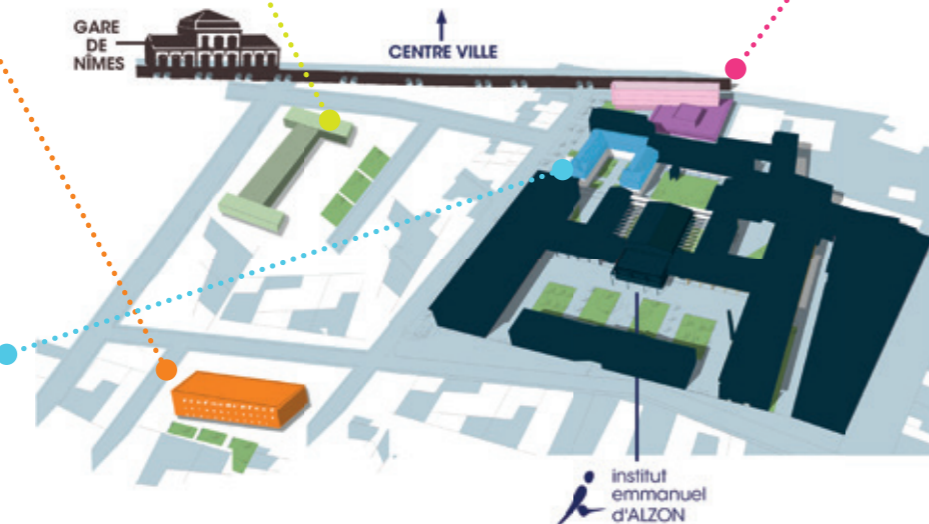 GARE
DE
NÎMES
CENTRE VILLE
institut
emmanuel
d'ALZON